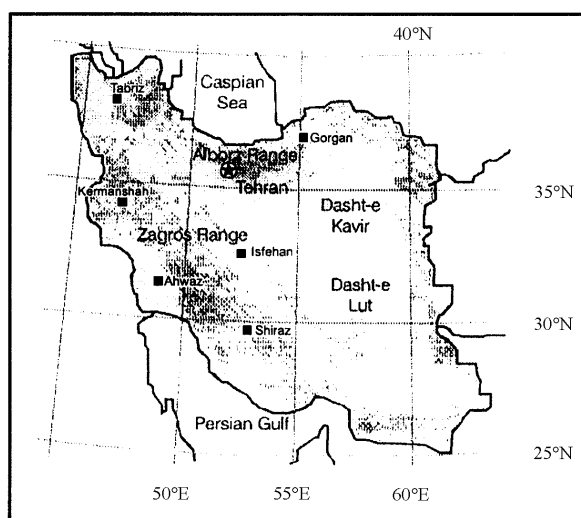 40°N
Tabriz
Caspian
Sea
Gorgan
Alborz Range
Tehran
35°N
Kermanshah
Dasht-e
Kavir
Zagros Range
Isfehan
Ahwaz
Dasht-e
Lut
Shiraz
30°N
Persian Gulf
25°N
50°E
55°E
60°E